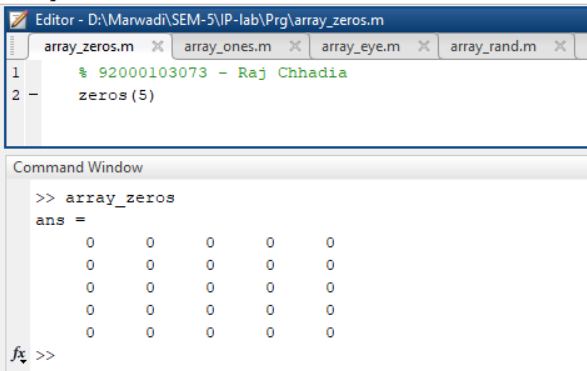 Editor - D:\Marwadi\SEM-5\IP-lab\Prg\array_zeros.m
array_zeros.m × array_ones.m × array_eye.m × array_rand.m ×
1 % 92000103073 - Raj Chhadia
2 - zeros(5)
Command Window
>> array_zeros
ans =
0 0 0 0 0
0 0 0 0 0
0 0 0 0 0
0 0 0 0 0
0 0 0 0 0
fx >>